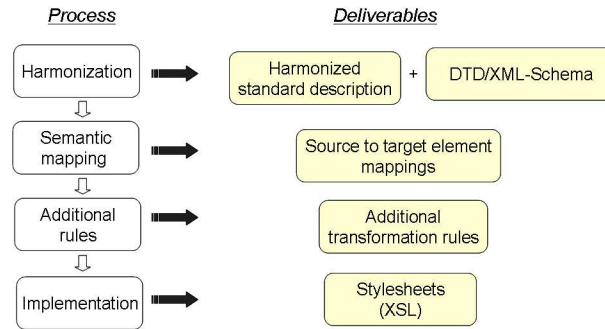 Process
Deliverables
Harmonization
Harmonized
standard description
+
DTD/XML-Schema
Semantic
mapping
Source to target element
mappings
Additional
rules
Additional
transformation rules
Implementation
Stylesheets
(XSL)